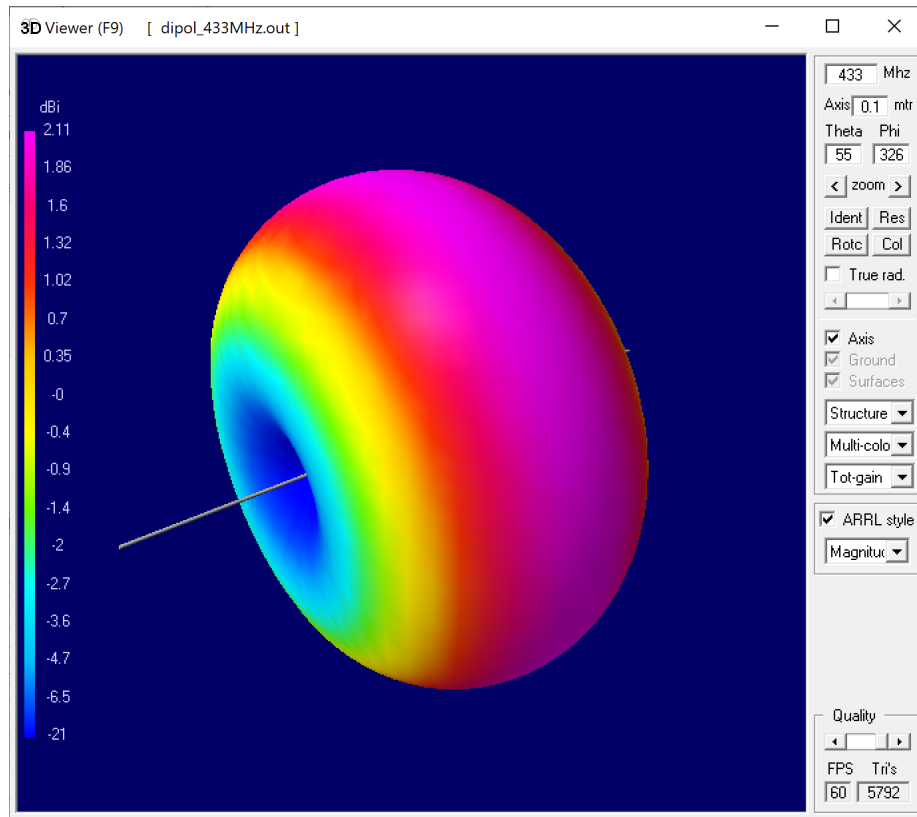 3D Viewer (F9) [ dipol_433MHz.out ]
dBi
2.11
1.86
1.6
1.32
1.02
0.7
0.35
-0
-0.4
-0.9
-1.4
-2
-2.7
-3.6
-4.7
-6.5
-21
433 Mhz
Axis 0.1 mtr
Theta Phi
55 326
< zoom >
Ident Res
Rotc Col
True rad.
Axis
Ground
Surfaces
Structure
Multi-colo
Tot-gain
ARRL style
Magnituc
Quality
FPS Tri's
60 5792